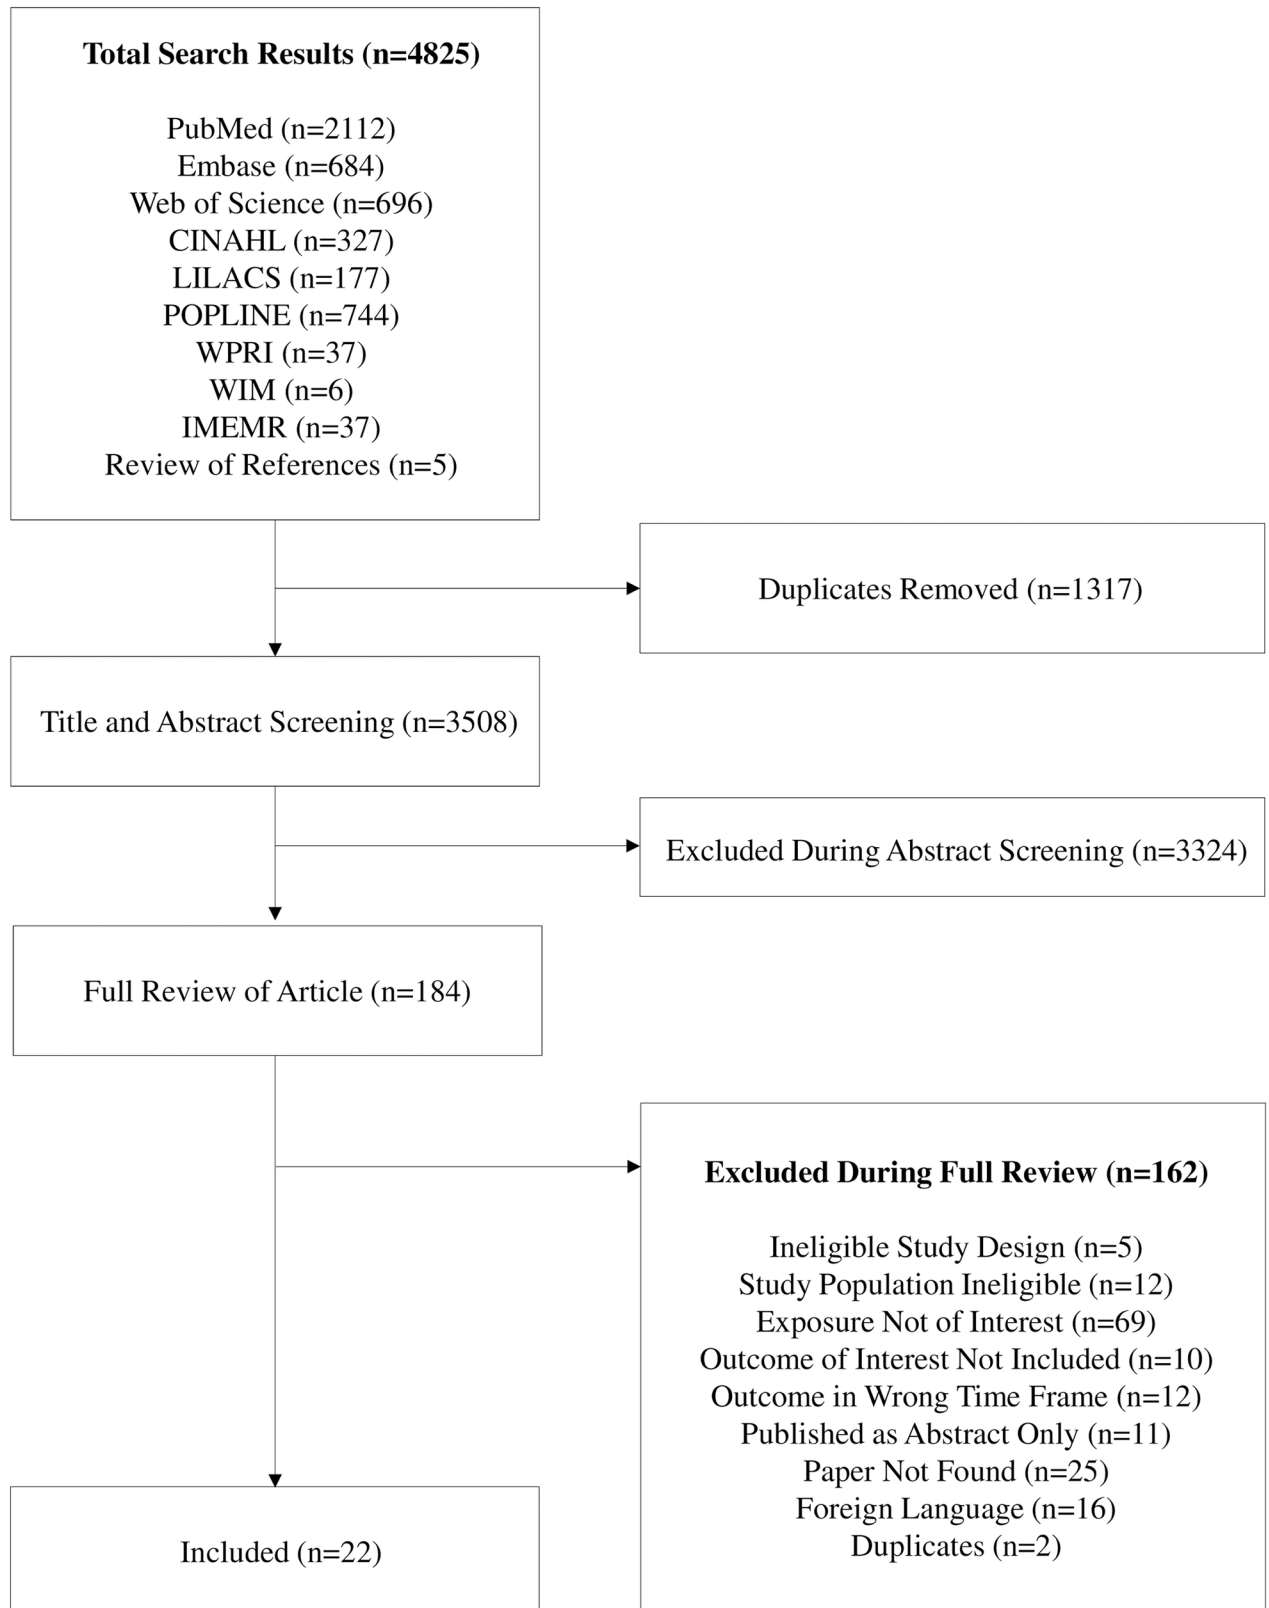 Total Search Results (n=4825)
PubMed (n=2112)
Embase (n=684)
Web of Science (n=696)
CINAHL (n=327)
LILACS (n=177)
POPLINE (n=744)
WPRI (n=37)
WIM (n=6)
IMEMR (n=37)
Review of References (n=5)
Duplicates Removed (n=1317)
Title and Abstract Screening (n=3508)
Excluded During Abstract Screening (n=3324)
Full Review of Article (n=184)
Excluded During Full Review (n=162)
Ineligible Study Design (n=5)
Study Population Ineligible (n=12)
Exposure Not of Interest (n=69)
Outcome of Interest Not Included (n=10)
Outcome in Wrong Time Frame (n=12)
Published as Abstract Only (n=11)
Paper Not Found (n=25)
Foreign Language (n=16)
Duplicates (n=2)
Included (n=22)